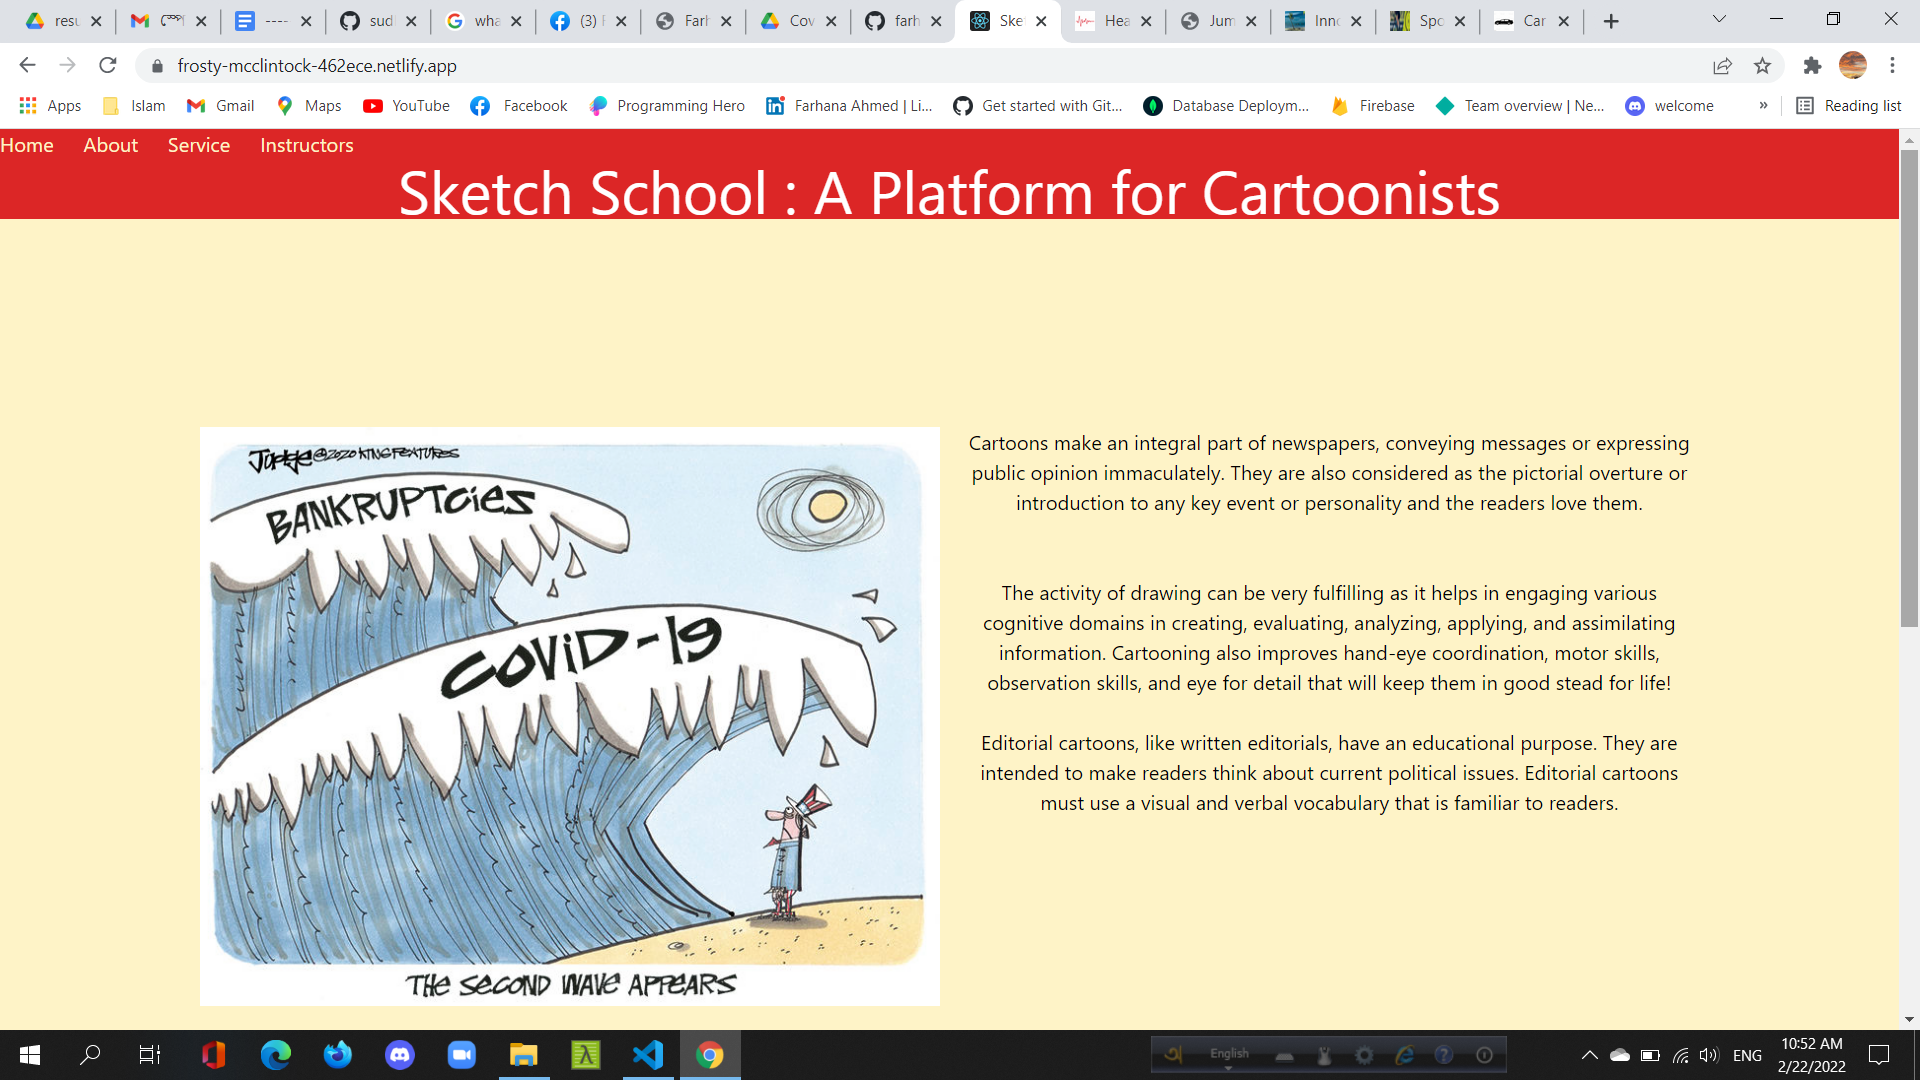 resu
sudl
wha
(3) F
Farh
Cov
farh
Sket
Hea
Jum
Inno
Spo
Car
frosty-mcclintock-462ece.netlify.app
Apps
Islam
Gmail
Maps
YouTube
Facebook
Programming Hero
Farhana Ahmed | Li...
Get started with Git...
Database Deploym...
Firebase
Team overview | Ne...
welcome
»
Reading list
Home About Service Instructors
Sketch School : A Platform for Cartoonists
@2020 KING FEATURES
BANKRUPTCIES
COVID-19
THE SECOND WAVE APPEARS
Cartoons make an integral part of newspapers, conveying messages or expressing
public opinion immaculately. They are also considered as the pictorial overture or
introduction to any key event or personality and the readers love them.
The activity of drawing can be very fulfilling as it helps in engaging various
cognitive domains in creating, evaluating, analyzing, applying, and assimilating
information. Cartooning also improves hand-eye coordination, motor skills,
observation skills, and eye for detail that will keep them in good stead for life!
Editorial cartoons, like written editorials, have an educational purpose. They are
intended to make readers think about current political issues. Editorial cartoons
must use a visual and verbal vocabulary that is familiar to readers.
English
ENG
10:52 AM
2/22/2022